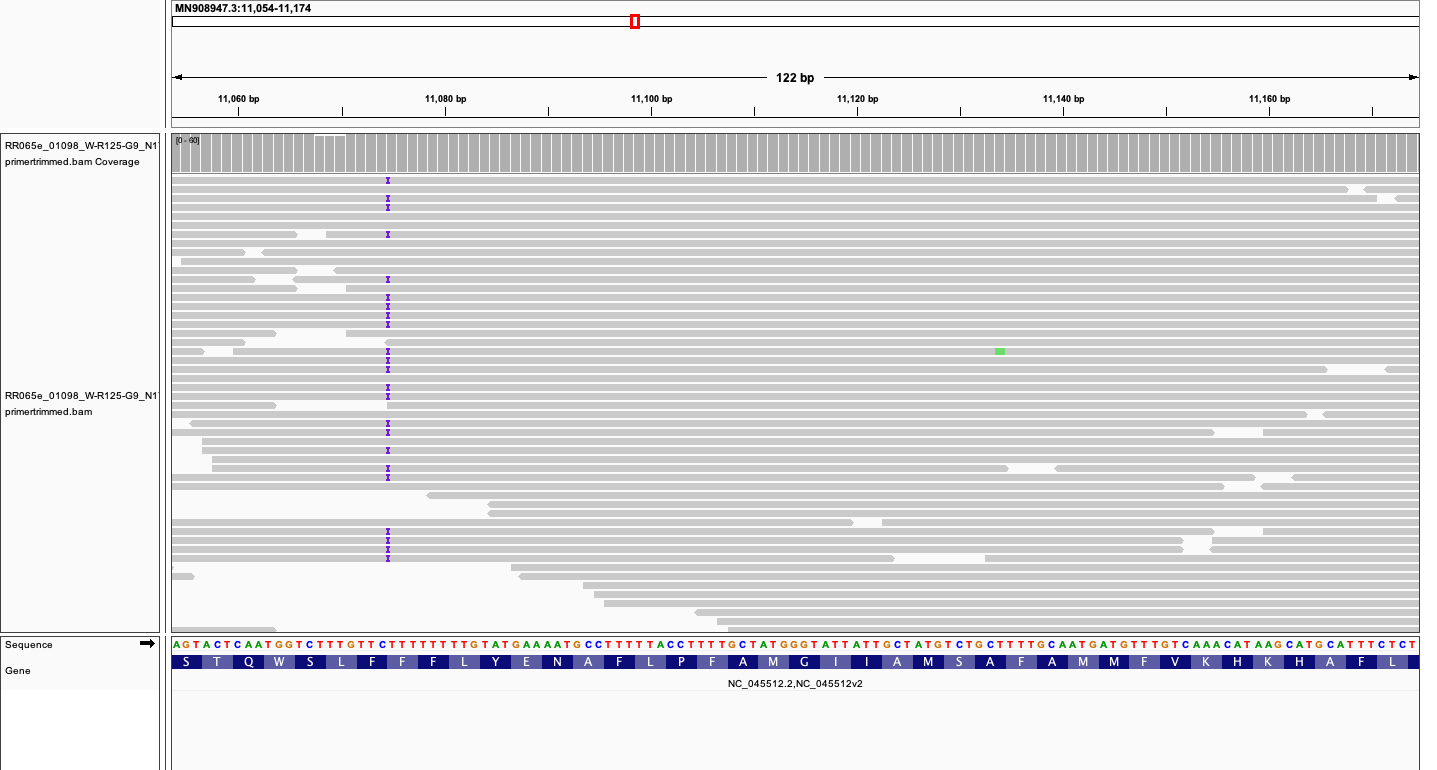 MN908947.3:11,054-11,174
122 bp
11,060 bp 11,080 bp 11,100 bp 11,120 bp 11,140 bp 11,160 bp
RR065e_01098_W-R125-G9_N1
primertrimmed.bam Coverage
[0 - 60]
RR065e_01098_W-R125-G9_N1
primertrimmed.bam
Sequence
AGTACTCAATGGTCTTTGTTCTTTTTTTTGTATGAAAATGCCTTTTTACCTTTTGCTATGGGTATTATTGCTATGTCTGCTTTTGCAATGATGTTTGTCAAACATAAGCATGCATTTCTCT
Gene
S T Q W S L F F F L Y E N A F L P F A M G I I A M S A F A M M F V K H K H A F L
NC_045512.2,NC_045512v2